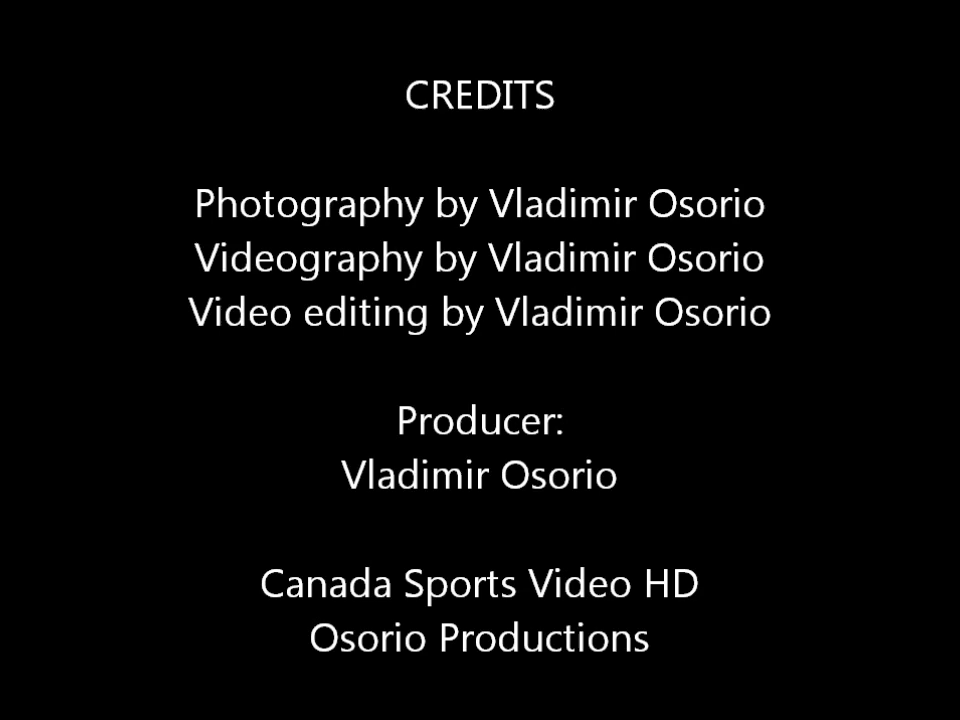 CREDITS
Photography by Vladimir Osorio
Videography by Vladimir Osorio
Video editing by Vladimir Osorio
Producer:
Vladimir Osorio
Canada Sports Video HD
Osorio Productions